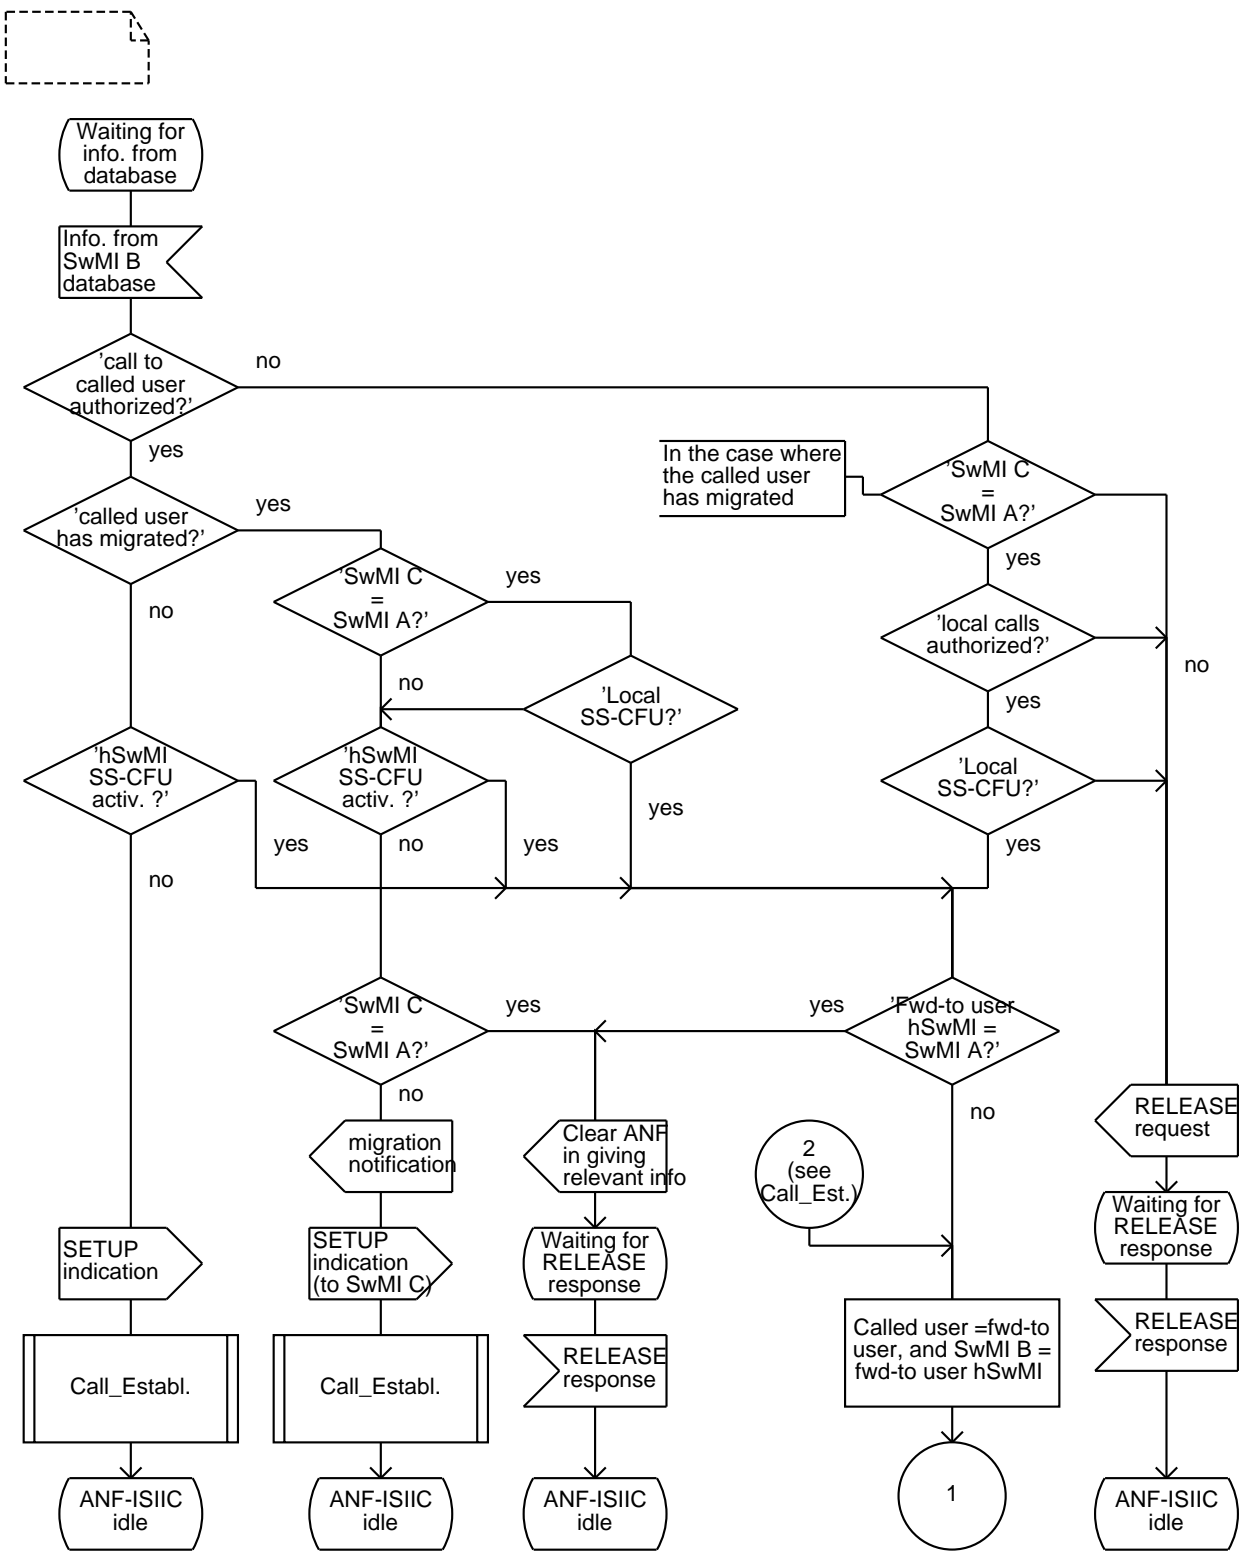 Waiting for
info. from
database
Info. from
SwMI B
database
'call to
called user
authorized?'
no
yes
In the case where
the called user
has migrated
'SwMI C
=
SwMI A?'
'called user
has migrated?'
yes
yes
'SwMI C
=
SwMI A?'
yes
no
'local calls
authorized?'
no
no
yes
'Local
SS-CFU?'
'hSwMI
SS-CFU
activ. ?'
'hSwMI
SS-CFU
activ. ?'
'Local
SS-CFU?'
yes
yes
no
yes
yes
no
'SwMI C
=
SwMI A?'
yes
yes
'Fwd-to user
hSwMI =
SwMI A?'
no
no
RELEASE
request
migration
notification
Clear ANF
in giving
relevant info
2
(see
Call_Est.)
Waiting for
RELEASE
response
SETUP
indication
SETUP
indication
(to SwMI C)
Waiting for
RELEASE
response
Called user =fwd-to
user, and SwMI B =
fwd-to user hSwMI
RELEASE
response
Call_Establ.
Call_Establ.
RELEASE
response
ANF-ISIIC
idle
ANF-ISIIC
idle
ANF-ISIIC
idle
1
ANF-ISIIC
idle